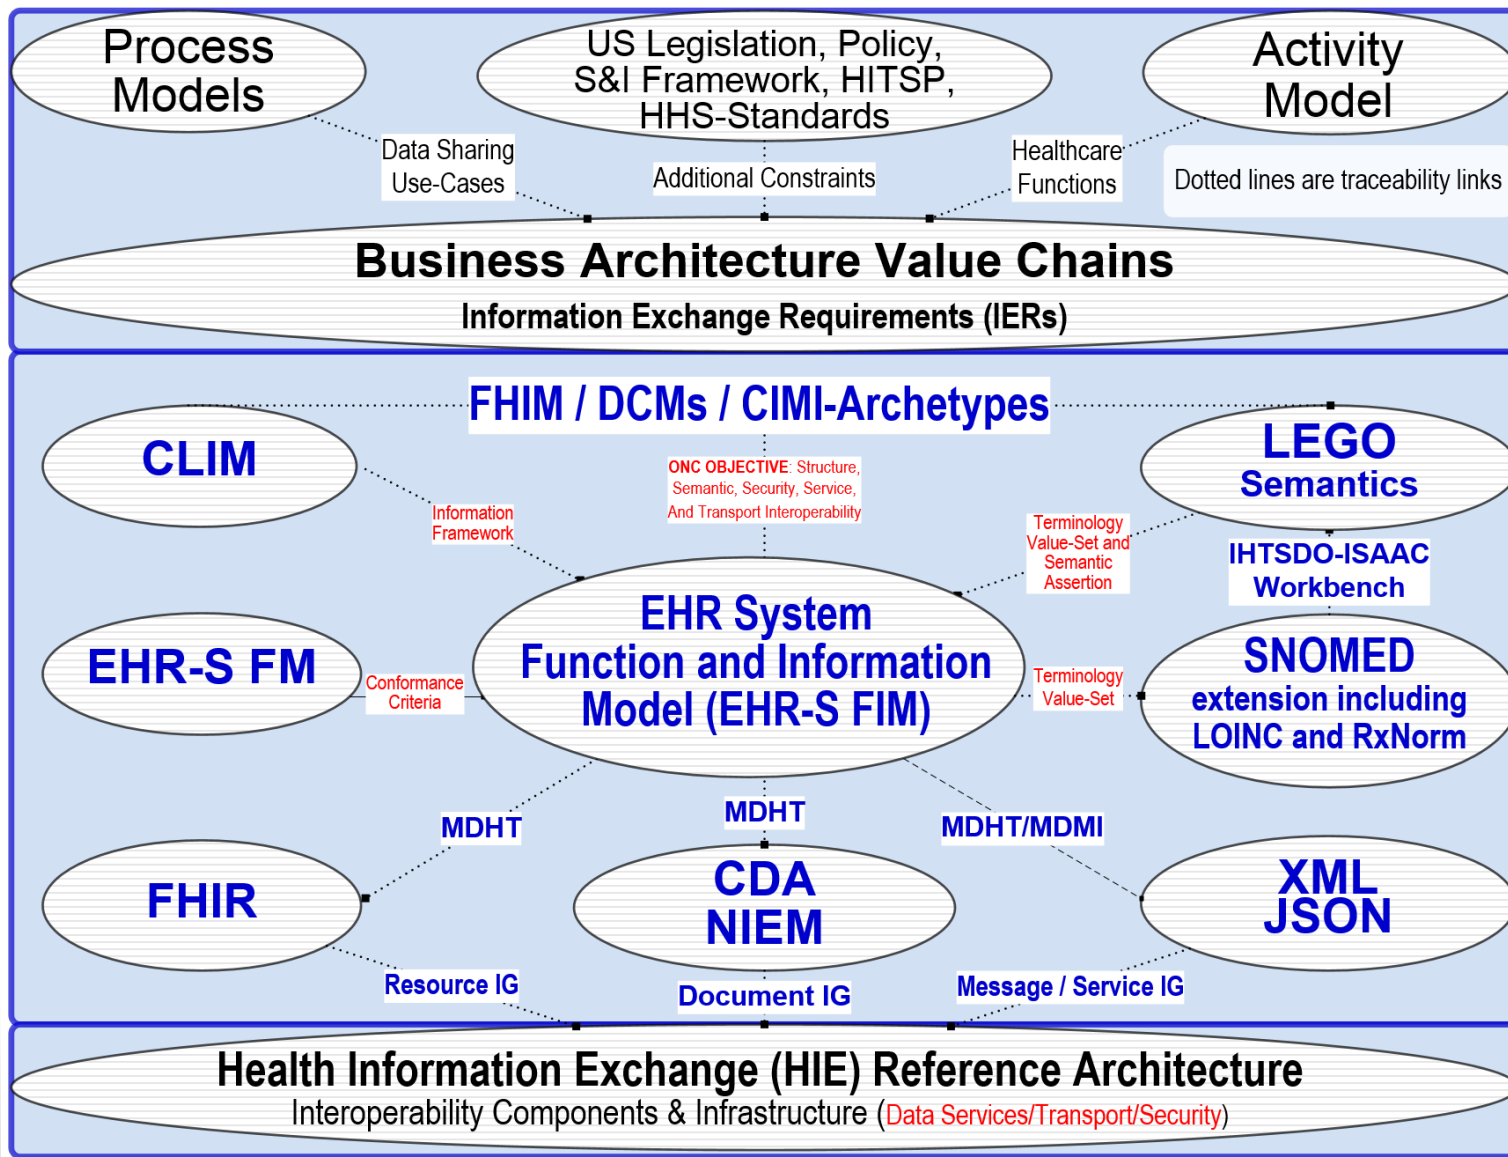 Process
Models
US Legislation, Policy,
S&I Framework, HITSP,
HHS-Standards
Activity
Model
Data Sharing
Use-Cases
Additional Constraints
Healthcare
Functions
Dotted lines are traceability links
Business Architecture Value Chains
Information Exchange Requirements (IERs)
FHIM / DCMs / CIMI-Archetypes
CLIM
LEGO
Semantics
ONC OBJECTIVE: Structure,
Semantic, Security, Service,
And Transport Interoperability
Information
Framework
Terminology
Value-Set and
Semantic
Assertion
IHTSDO-ISAAC
Workbench
EHR System
Function and Information
Model (EHR-S FIM)
EHR-S FM
Conformance
Criteria
Terminology
Value-Set
SNOMED
extension including
LOINC and RxNorm
MDHT
MDHT
MDHT/MDMI
FHIR
CDA
NIEM
XML
JSON
Resource IG
Document IG
Message / Service IG
Health Information Exchange (HIE) Reference Architecture
Interoperability Components & Infrastructure (Data Services/Transport/Security)